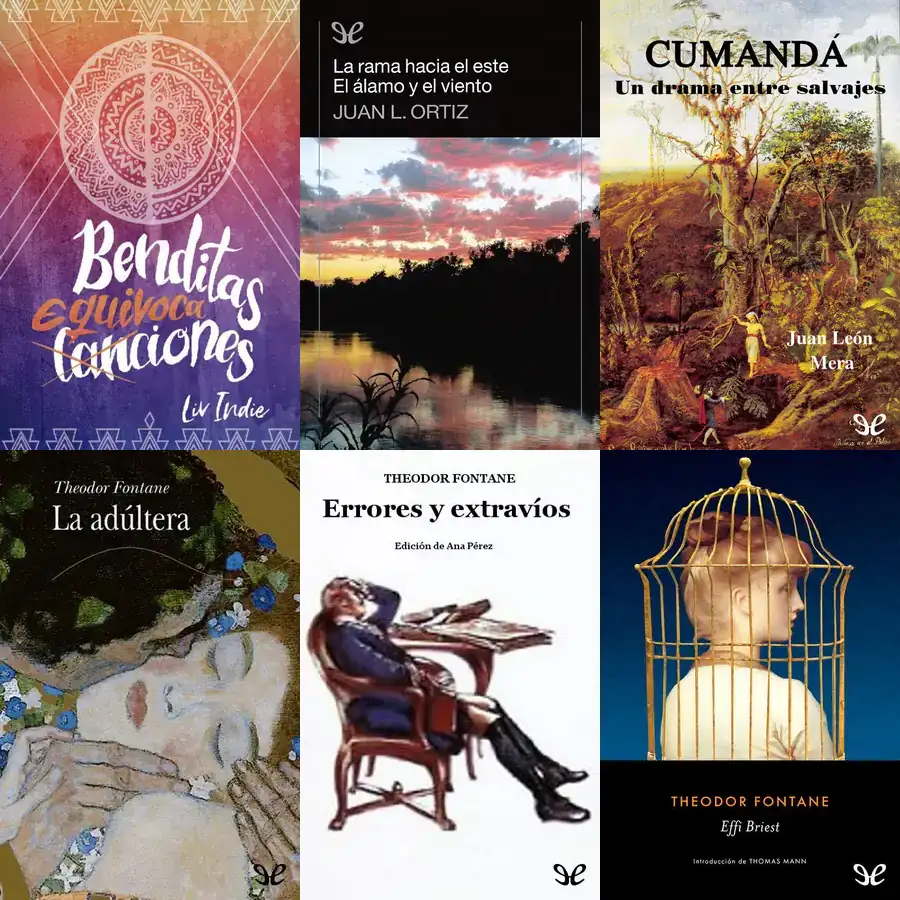 Benditas
equivoca
canciones
Liv Indie
La rama hacia el este
El álamo y el viento
JUAN L. ORTIZ
CUMANDÁ
Un drama entre salvajes
Juan León
Mera
Theodor Fontane
La adúltera
THEODOR FONTANE
Errores y extravíos
Edición de Ana Pérez
THEODOR FONTANE
Effi Briest
Introducción de THOMAS MANN